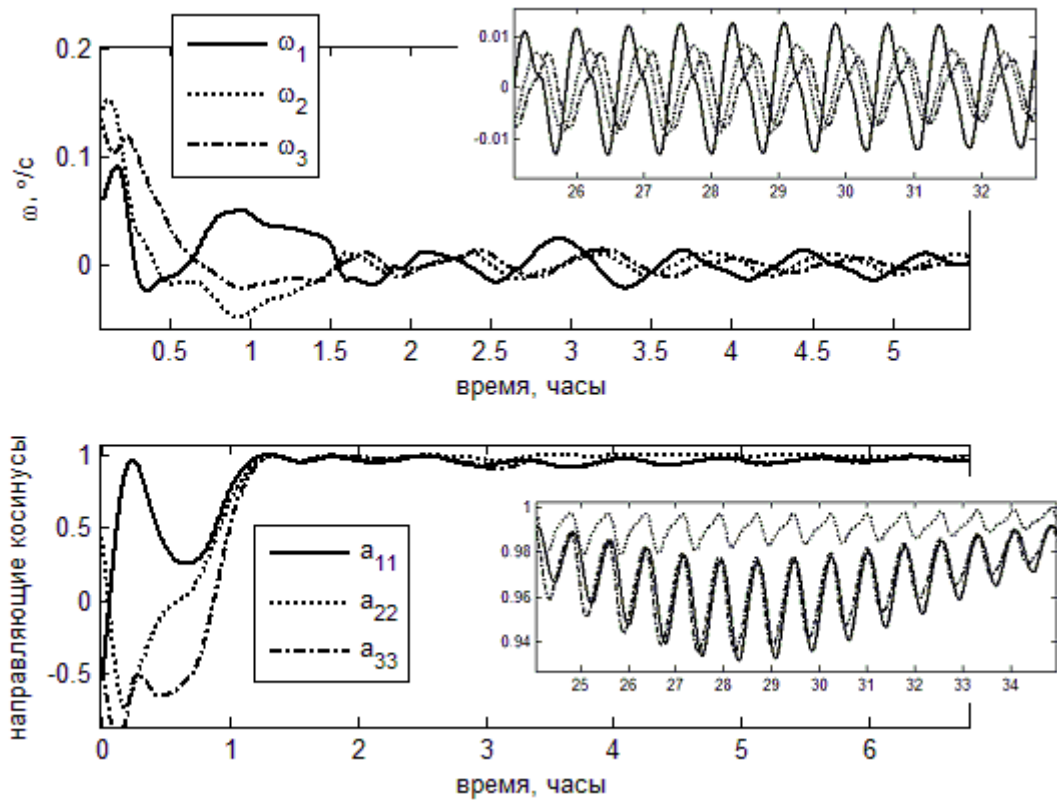 0.2
0.1
0
ω, °/с
ω1
ω2
ω3
0.01
0
-0.01
26 27 28 29 30 31 32
0.5 1 1.5 2 2.5 3 3.5 4 4.5 5
время, часы
направляющие косинусы
1
0.5
0
-0.5
a11
a22
a33
1
0.98
0.96
0.94
25 26 27 28 29 30 31 32 33 34
0 1 2 3 4 5 6
время, часы